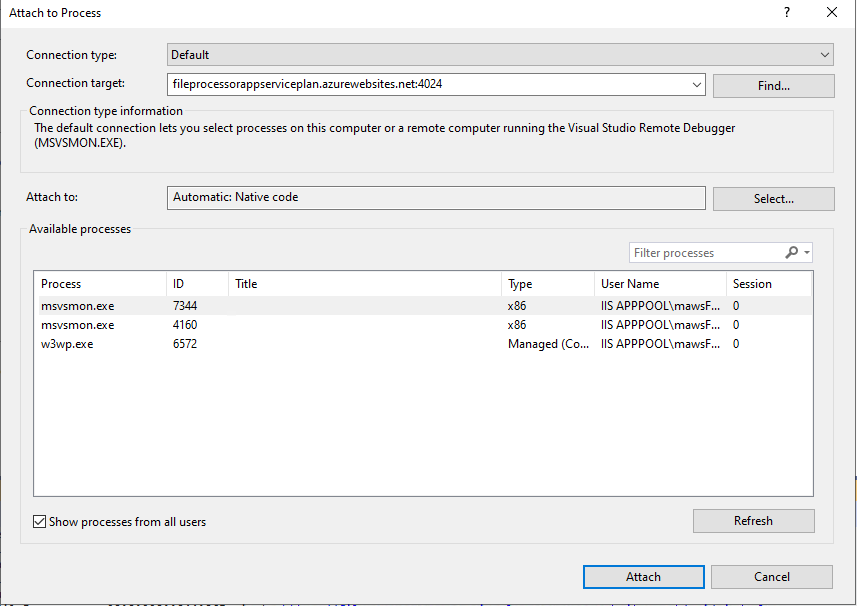 Attach to Process
?
Connection type:
Default
Connection target:
fileprocessorappserviceplan.azurewebsites.net:4024
Find...
Connection type information
The default connection lets you select processes on this computer or a remote computer running the Visual Studio Remote Debugger
(MSVSMON.EXE).
Attach to:
Automatic: Native code
Select...
Available processes
Filter processes
Process ID Title Type User Name Session
msvsmon.exe 7344 x86 IIS APPPOOL\mawsF... 0
msvsmon.exe 4160 x86 IIS APPPOOL\mawsF... 0
w3wp.exe 6572 Managed (Co... IIS APPPOOL\mawsF... 0
Show processes from all users
Refresh
Attach
Cancel